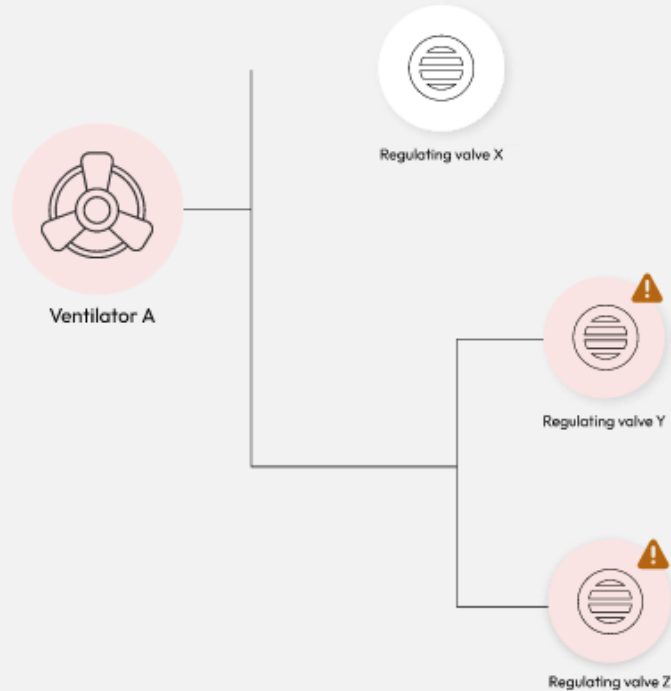 Regulating valve X
Ventilator A
Regulating valve Y
Regulating valve Z